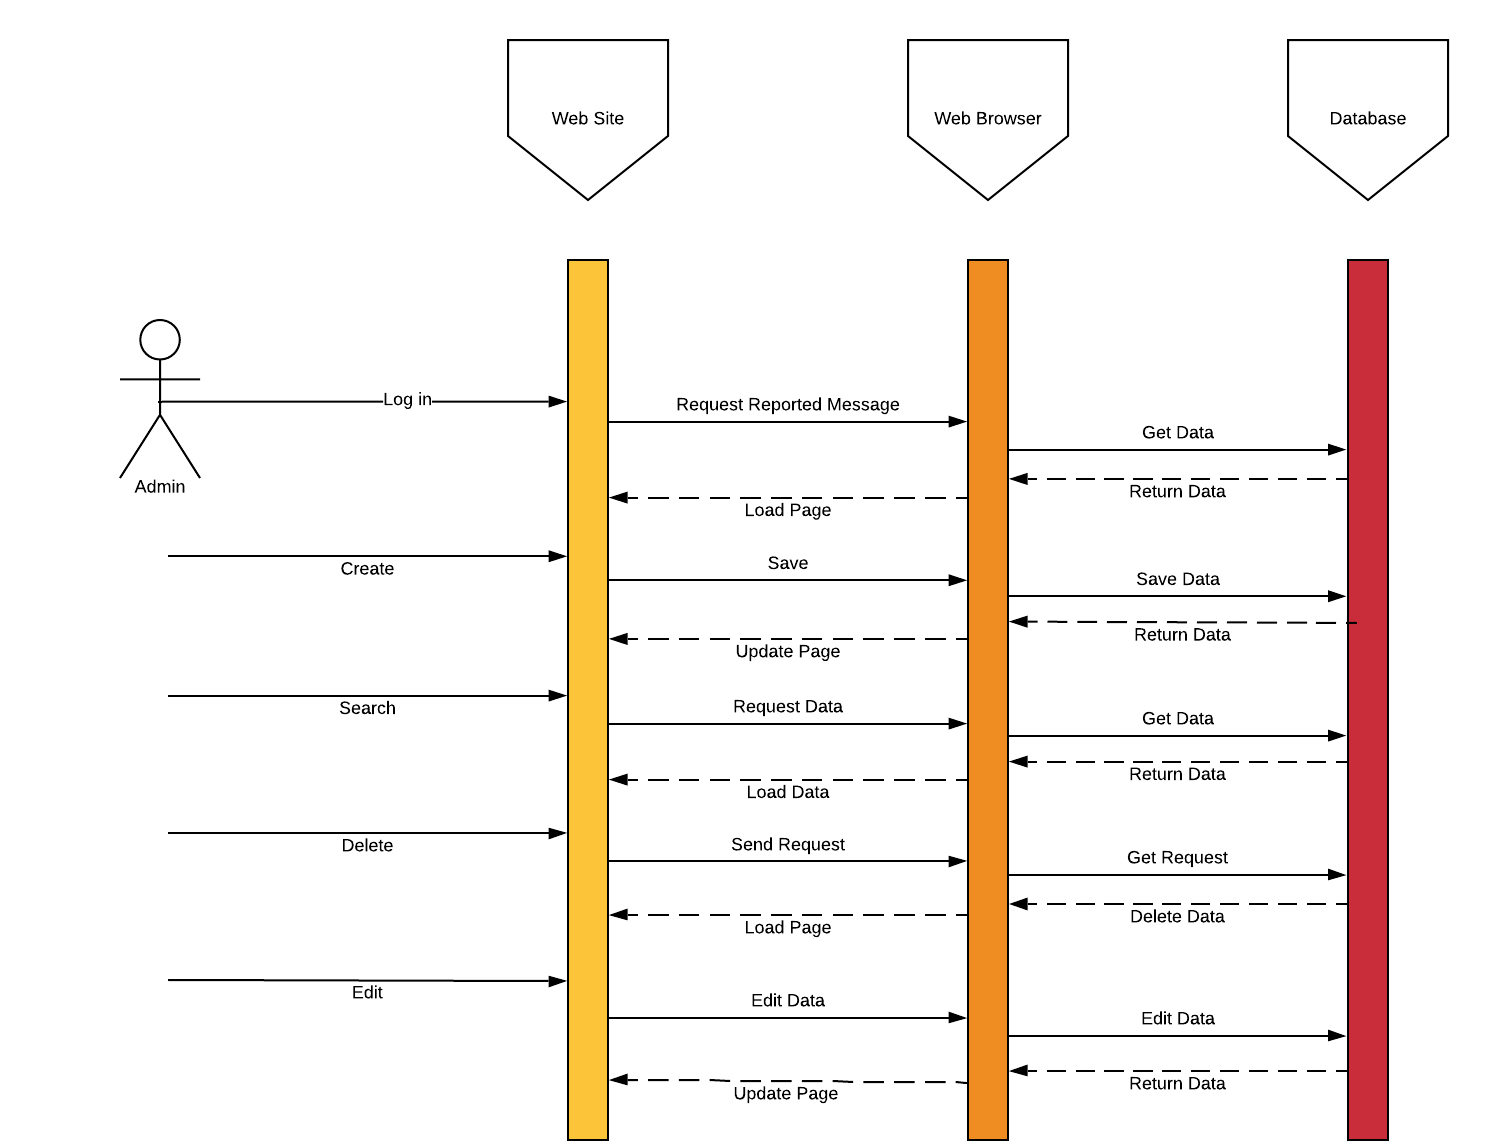 Web Site
Web Browser
Database
Log in
Request Reported Message
Get Data
Admin
Return Data
Load Page
Create
Save
Save Data
Return Data
Update Page
Search
Request Data
Get Data
Return Data
Load Data
Delete
Send Request
Get Request
Delete Data
Load Page
Edit
Edit Data
Edit Data
Return Data
Update Page